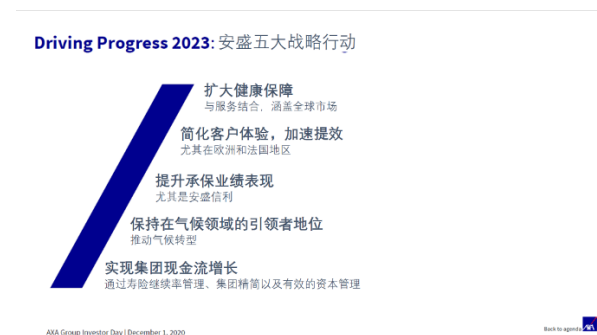 Driving Progress 2023: 安盛五大战略行动
扩大健康保障
与服务结合，涵盖全球市场
简化客户体验，加速提效
尤其在欧洲和法国地区
提升承保业绩表现
尤其是安盛信利
保持在气候领域的引领者地位
推动气候转型
实现集团现金流增长
通过寿险继续率管理、集团精简以及有效的资本管理
AXA Group Investor Day | December 1, 2020
Back to agenda
AXA